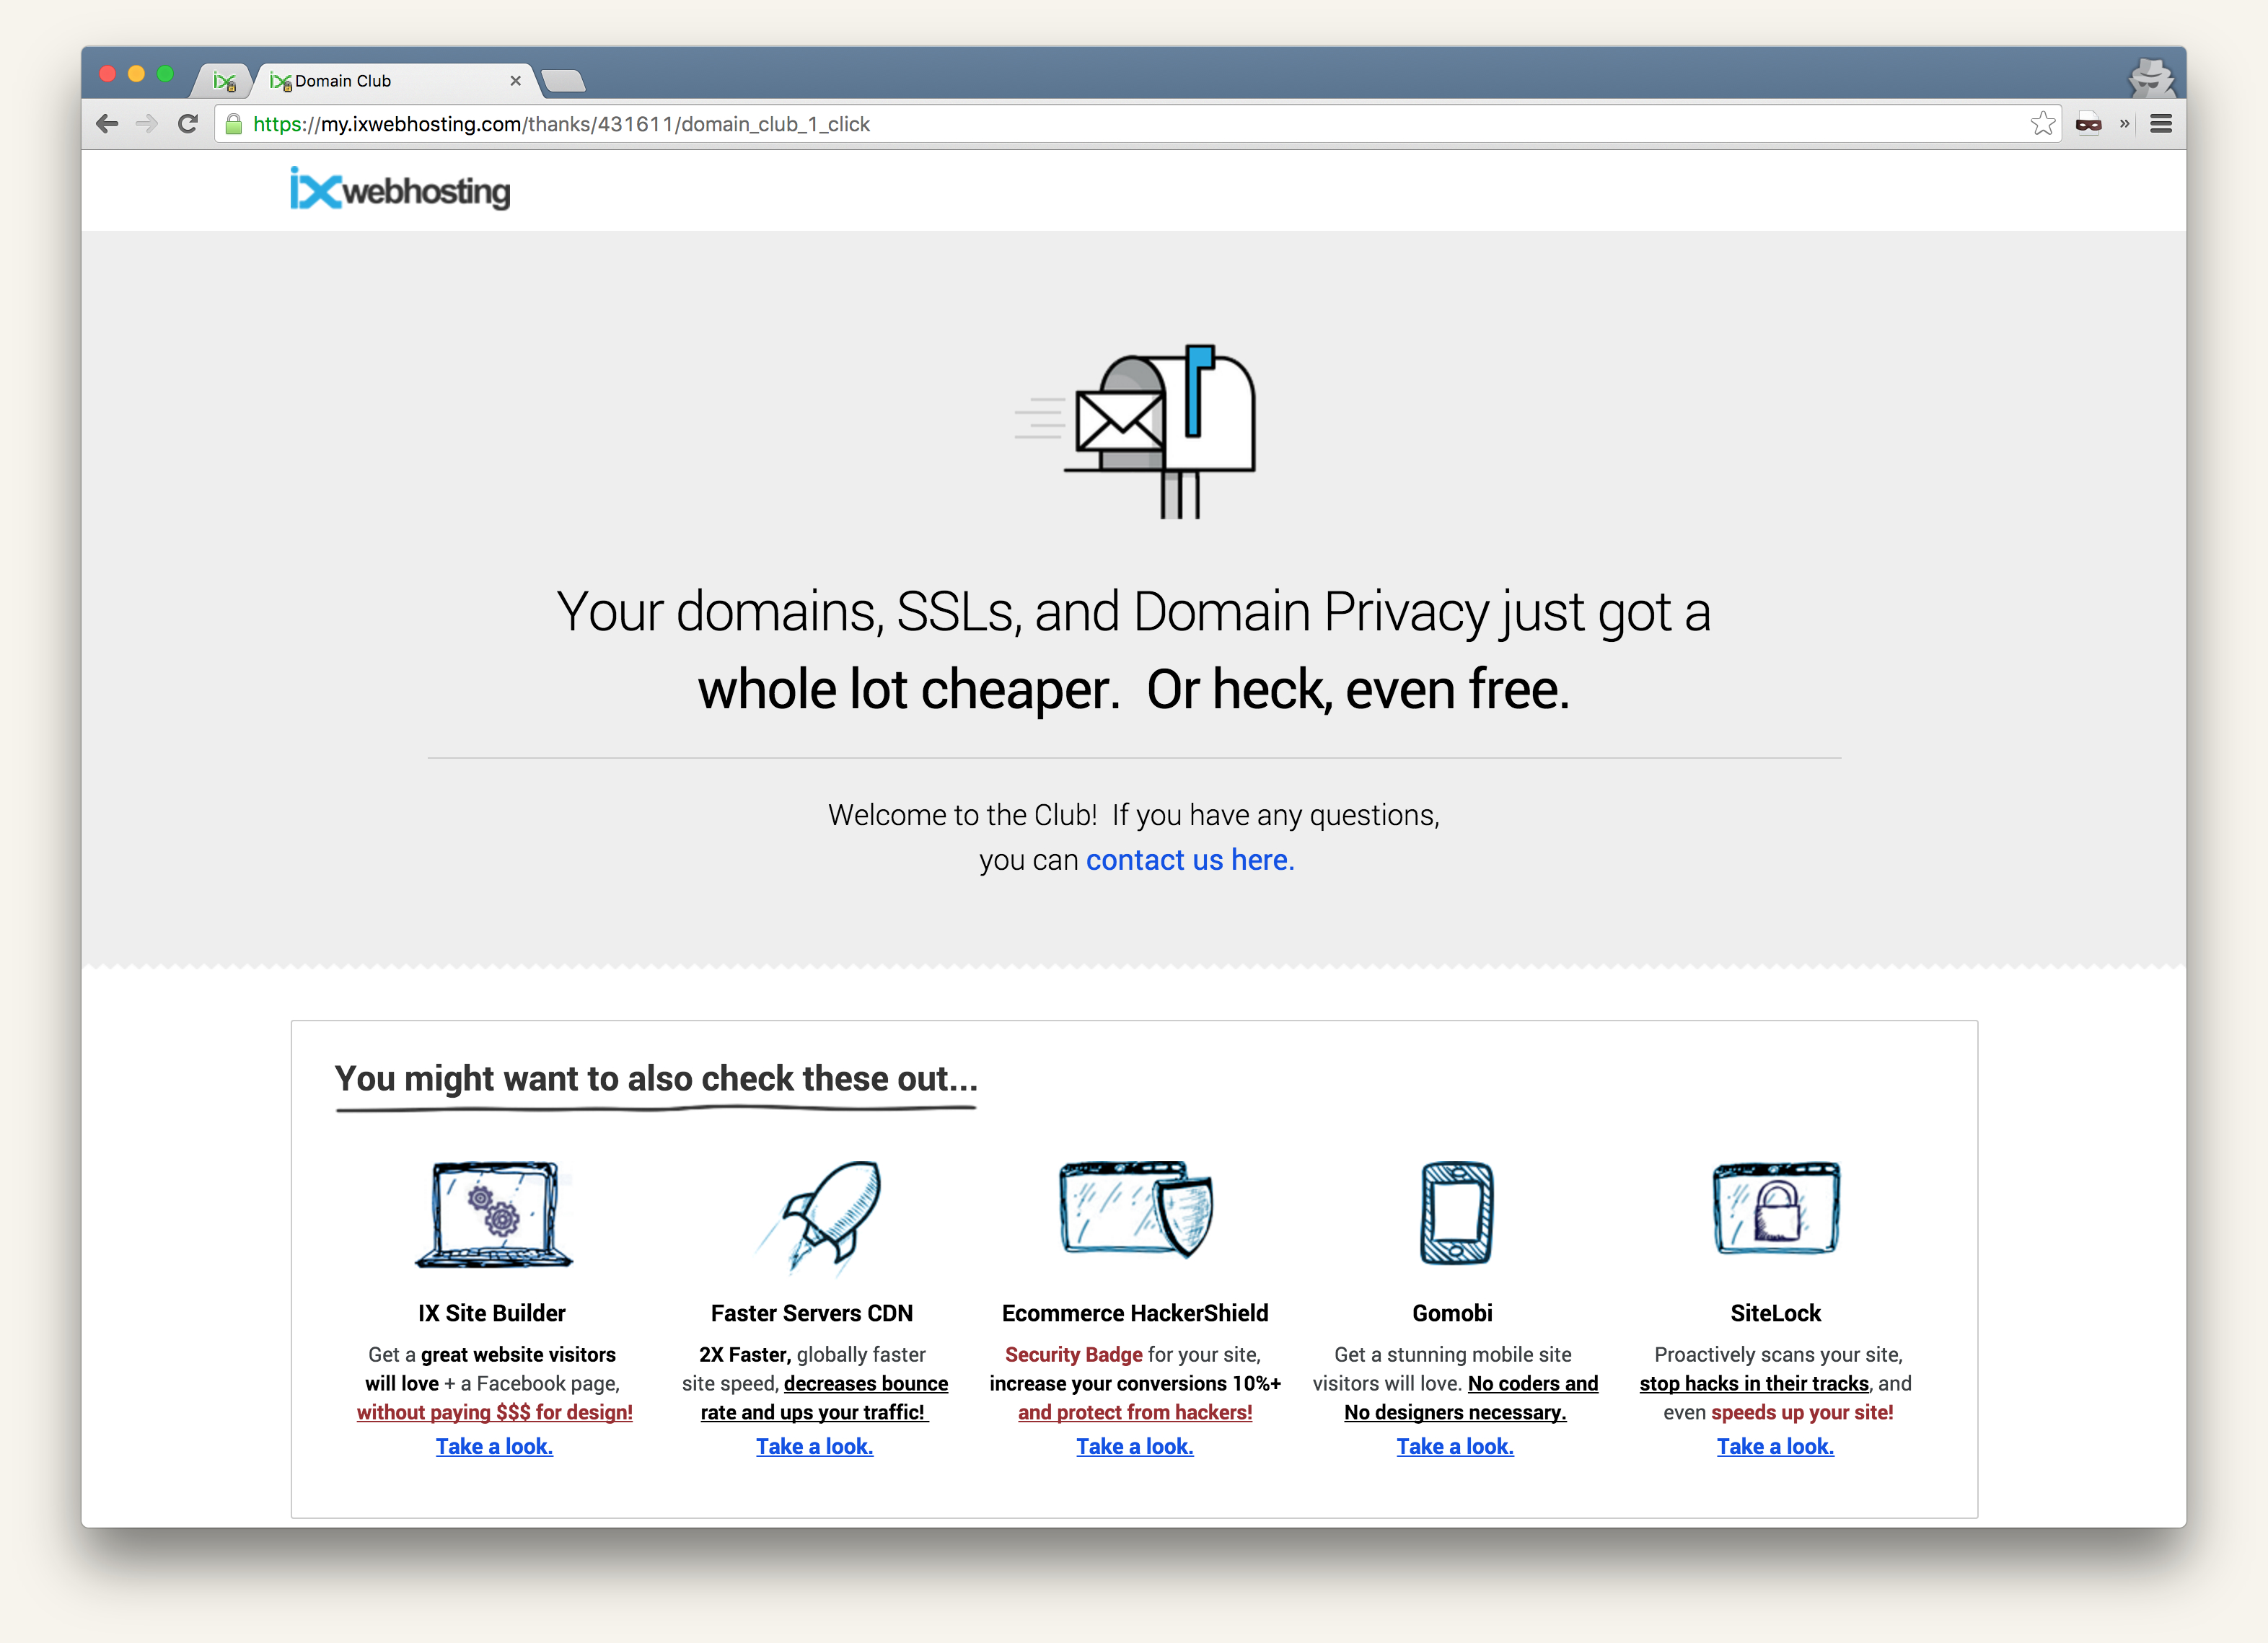 ix
ix Domain Club ×
https://my.ixwebhosting.com/thanks/431611/domain_club_1_click
»
ixwebhosting
Your domains, SSLs, and Domain Privacy just got a
whole lot cheaper. Or heck, even free.
Welcome to the Club! If you have any questions,
you can contact us here.
You might want to also check these out...
IX Site Builder
Get a great website visitors
will love + a Facebook page,
without paying $$$ for design!
Take a look.
Faster Servers CDN
2X Faster, globally faster
site speed, decreases bounce
rate and ups your traffic!
Take a look.
Ecommerce HackerShield
Security Badge for your site,
increase your conversions 10%+
and protect from hackers!
Take a look.
Gomobi
Get a stunning mobile site
visitors will love. No coders and
No designers necessary.
Take a look.
SiteLock
Proactively scans your site,
stop hacks in their tracks, and
even speeds up your site!
Take a look.